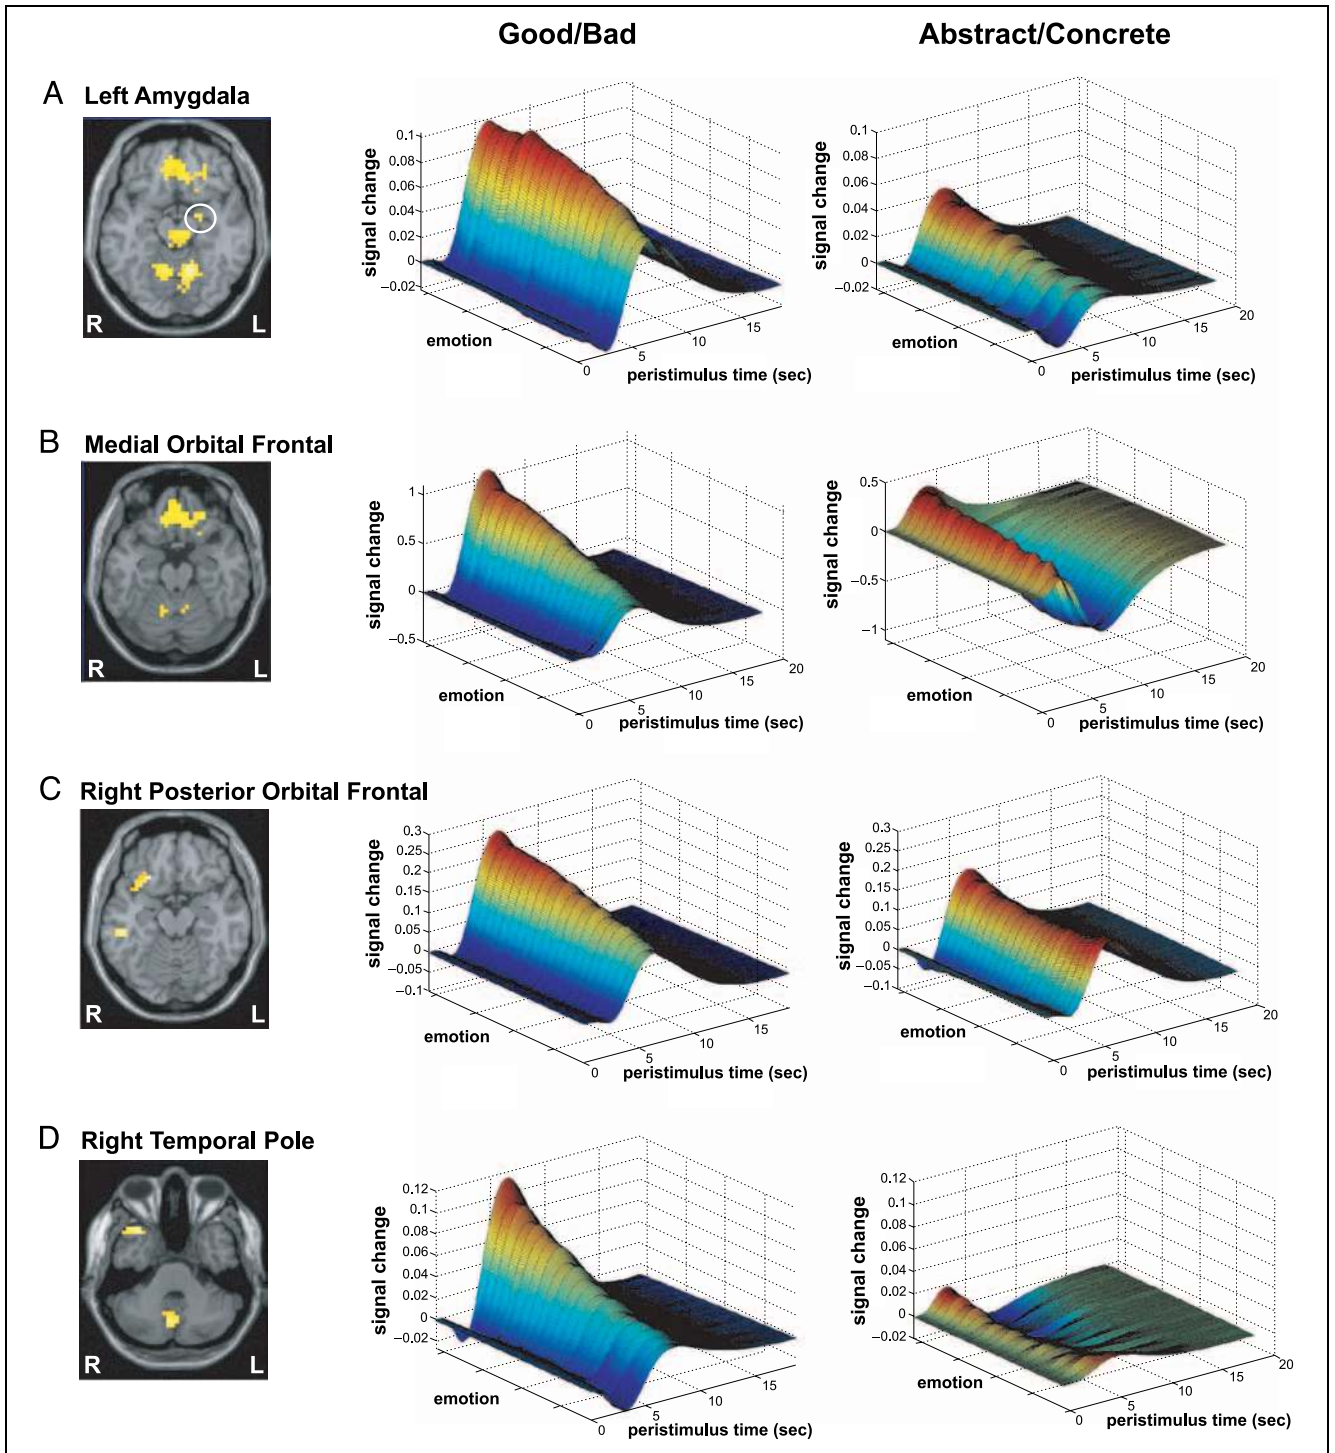 Good/Bad
Abstract/Concrete
A Left Amygdala
R L
signal change
0.1
0.08
0.06
0.04
0.02
0
−0.02
emotion
0
5
10
15
peristimulus time (sec)
signal change
0.1
0.08
0.06
0.04
0.02
0
−0.02
emotion
0
5
10
15
20
peristimulus time (sec)
B Medial Orbital Frontal
R L
signal change
1
0.5
0
−0.5
emotion
0
5
10
15
20
peristimulus time (sec)
signal change
0.5
0
−0.5
−1
emotion
0
5
10
15
20
peristimulus time (sec)
C Right Posterior Orbital Frontal
R L
signal change
0.3
0.25
0.2
0.15
0.1
0.05
0
−0.05
−0.1
emotion
0
5
10
15
peristimulus time (sec)
signal change
0.3
0.25
0.2
0.15
0.1
0.05
0
−0.05
−0.1
emotion
0
5
10
15
20
peristimulus time (sec)
D Right Temporal Pole
R L
signal change
0.12
0.1
0.08
0.06
0.04
0.02
0
−0.02
emotion
0
5
10
15
peristimulus time (sec)
signal change
0.12
0.1
0.08
0.06
0.04
0.02
0
−0.02
emotion
0
5
10
15
20
peristimulus time (sec)